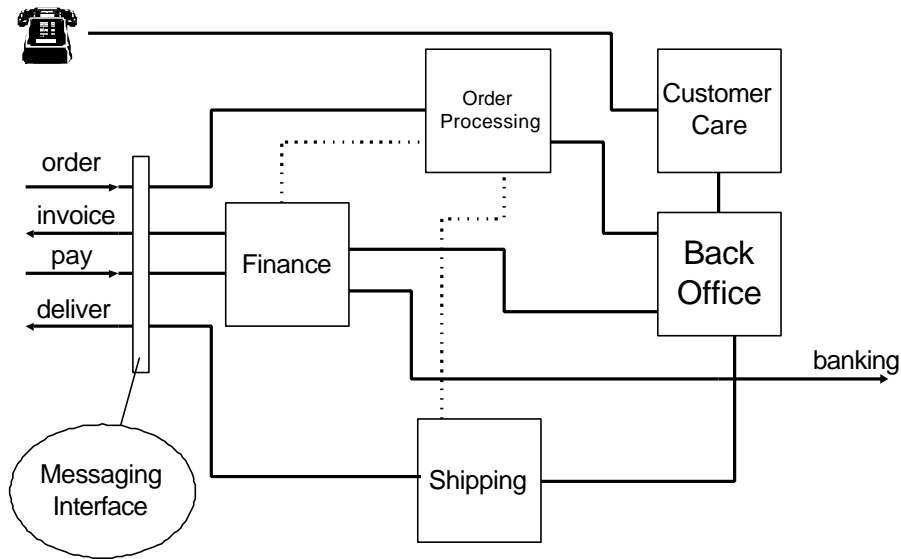 Order
Processing
Customer
Care
order
invoice
pay
deliver
Finance
Back
Office
banking
Shipping
Messaging
Interface